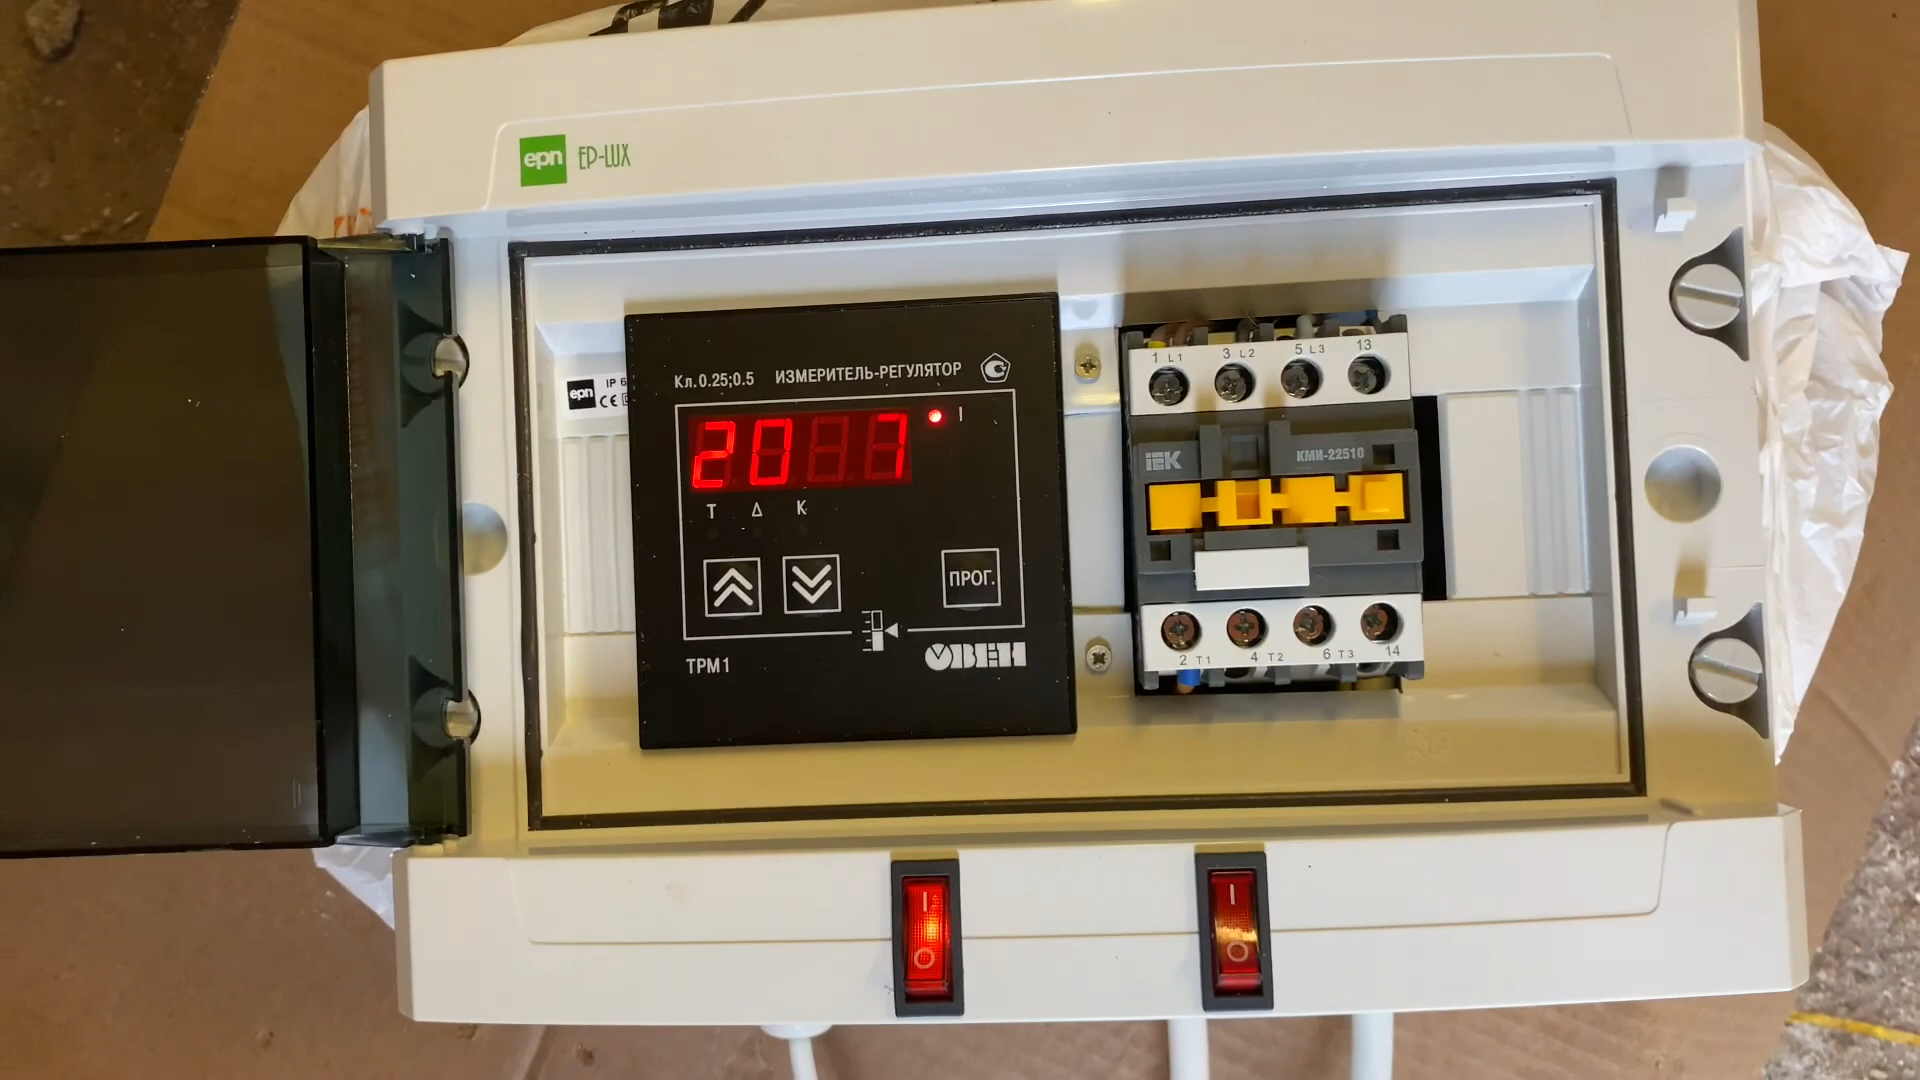 epn EP-LUX
epn IP 6
CE
Кл.0.25;0.5 ИЗМЕРИТЕЛЬ-РЕГУЛЯТОР
20 7 I
T Δ K
ПРОГ.
ТРМ1 ОВЕН
1 L1 3 L2 5 L3 13
IEK КМИ-22510
2 T1 4 T2 6 T3 14
I I
O O